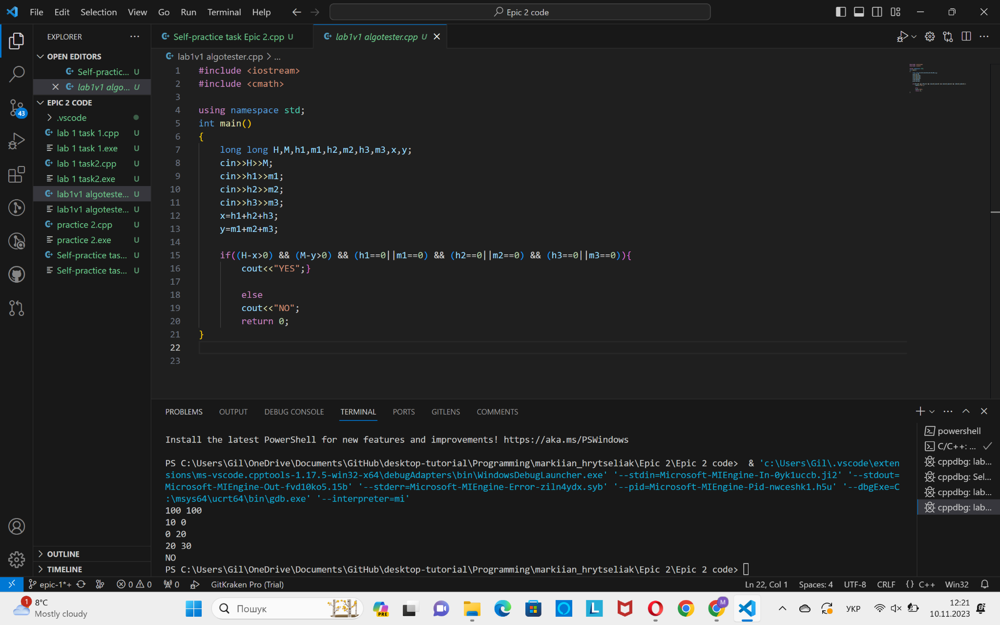 File Edit Selection View Go Run Terminal Help
Epic 2 code
EXPLORER
OPEN EDITORS
Self-practic... U
lab1v1 algo... U
EPIC 2 CODE
.vscode
lab 1 task 1.cpp U
lab 1 task 1.exe U
lab 1 task2.cpp U
lab 1 task2.exe U
lab1v1 algoteste... U
lab1v1 algoteste... U
practice 2.cpp U
practice 2.exe U
Self-practice tas... U
Self-practice tas... U
OUTLINE
TIMELINE
43
Self-practice task Epic 2.cpp U
lab1v1 algotester.cpp U
lab1v1 algotester.cpp > ...
1 #include <iostream>
2 #include <cmath>
3
4 using namespace std;
5 int main()
6 {
7 long long H,M,h1,m1,h2,m2,h3,m3,x,y;
8 cin>>H>>M;
9 cin>>h1>>m1;
10 cin>>h2>>m2;
11 cin>>h3>>m3;
12 x=h1+h2+h3;
13 y=m1+m2+m3;
14
15 if((H-x>0) && (M-y>0) && (h1==0||m1==0) && (h2==0||m2==0) && (h3==0||m3==0)){
16 cout<<"YES";}
17
18 else
19 cout<<"NO";
20 return 0;
21 }
22
23
PROBLEMS OUTPUT DEBUG CONSOLE TERMINAL PORTS GITLENS COMMENTS
Install the latest PowerShell for new features and improvements! https://aka.ms/PSWindows
PS C:\Users\Gil\OneDrive\Documents\GitHub\desktop-tutorial\Programming\markiian_hrytseliak\Epic 2\Epic 2 code>  & 'c:\Users\Gil\.vscode\exten
sions\ms-vscode.cpptools-1.17.5-win32-x64\debugAdapters\bin\WindowsDebugLauncher.exe' '--stdin=Microsoft-MIEngine-In-0yk1uccb.ji2' '--stdout=
Microsoft-MIEngine-Out-fvd10ko5.15b' '--stderr=Microsoft-MIEngine-Error-ziln4ydx.syb' '--pid=Microsoft-MIEngine-Pid-nwceshk1.h5u' '--dbgExe=C
:\msys64\ucrt64\bin\gdb.exe' '--interpreter=mi'
100 100
10 0
0 20
20 30
NO
PS C:\Users\Gil\OneDrive\Documents\GitHub\desktop-tutorial\Programming\markiian_hrytseliak\Epic 2\Epic 2 code>
powershell
C/C++: ...
cppdbg: lab...
cppdbg: Sel...
cppdbg: lab...
cppdbg: lab...
epic-1*+ 0 0 0 GitKraken Pro (Trial) Ln 22, Col 1 Spaces: 4 UTF-8 CRLF {} C++ Win32
1 8°C
Mostly cloudy
Пошук
PRE
L
M
УКР
12:21
10.11.2023